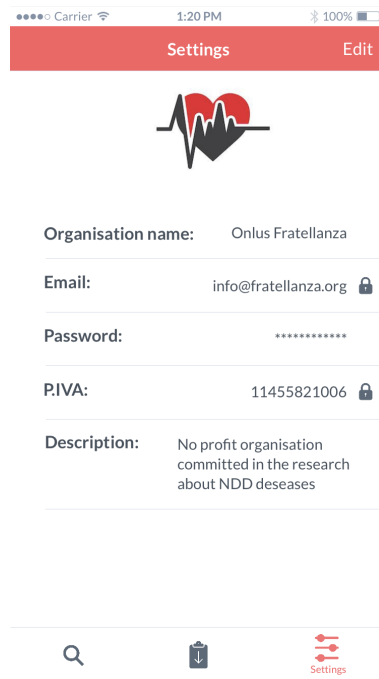 Carrier 1:20 PM 100%
Settings Edit
Organisation name: Onlus Fratellanza
Email: info@fratellanza.org
Password: ************
P.IVA: 11455821006
Description: No profit organisation
committed in the research
about NDD deseases
Settings